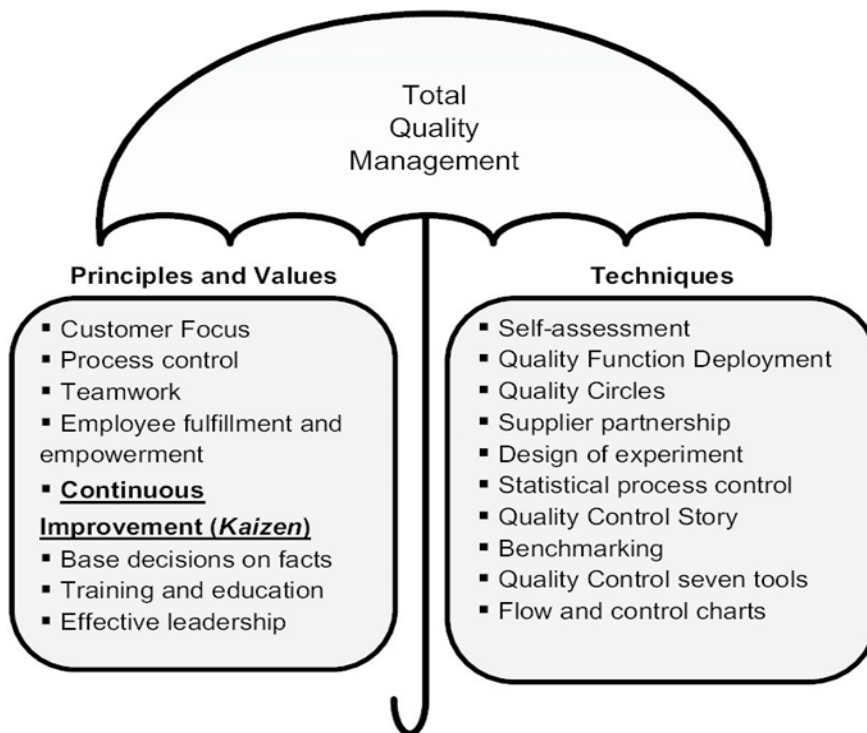 Total
Quality
Management
Principles and Values
▪ Customer Focus
▪ Process control
▪ Teamwork
▪ Employee fulfillment and
empowerment
▪ Continuous
Improvement (Kaizen)
▪ Base decisions on facts
▪ Training and education
▪ Effective leadership
Techniques
▪ Self-assessment
▪ Quality Function Deployment
▪ Quality Circles
▪ Supplier partnership
▪ Design of experiment
▪ Statistical process control
▪ Quality Control Story
▪ Benchmarking
▪ Quality Control seven tools
▪ Flow and control charts